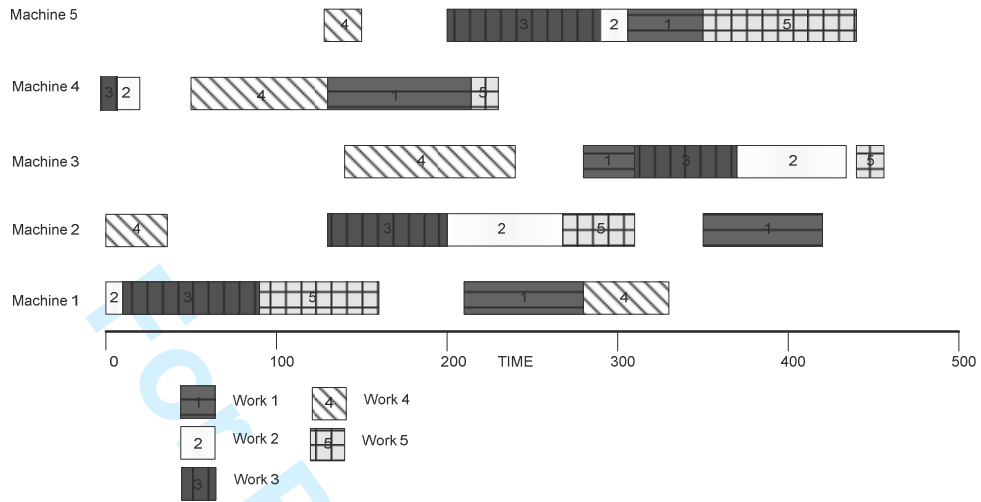 Machine 5
4 3 2 1 5
Machine 4
3 2 4 1 5
Machine 3
4 1 3 2 5
Machine 2
4 3 2 5 1
Machine 1
2 3 5 1 4
0 100 200 TIME 300 400 500
1 Work 1 4 Work 4
2 Work 2 5 Work 5
3 Work 3